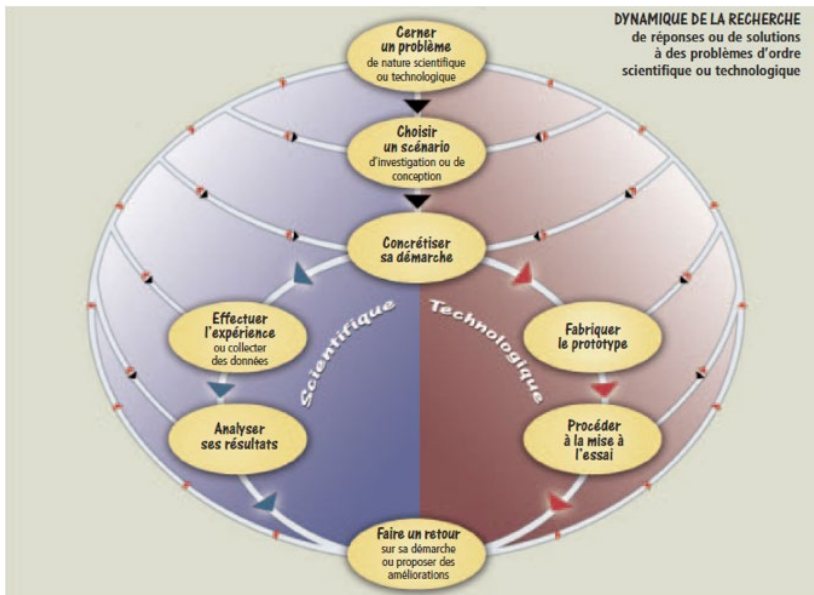 DYNAMIQUE DE LA RECHERCHE
de réponses ou de solutions
à des problèmes d'ordre
scientifique ou technologique
Cerner
un problème
de nature scientifique
ou technologique
Choisir
un scénario
d'investigation ou de
conception
Concrétiser
sa démarche
Scientifique
Technologique
Effectuer
l'expérience
ou collecter
des données
Fabriquer
le prototype
Analyser
ses résultats
Procéder
à la mise à
l'essai
Faire un retour
sur sa démarche
ou proposer des
améliorations